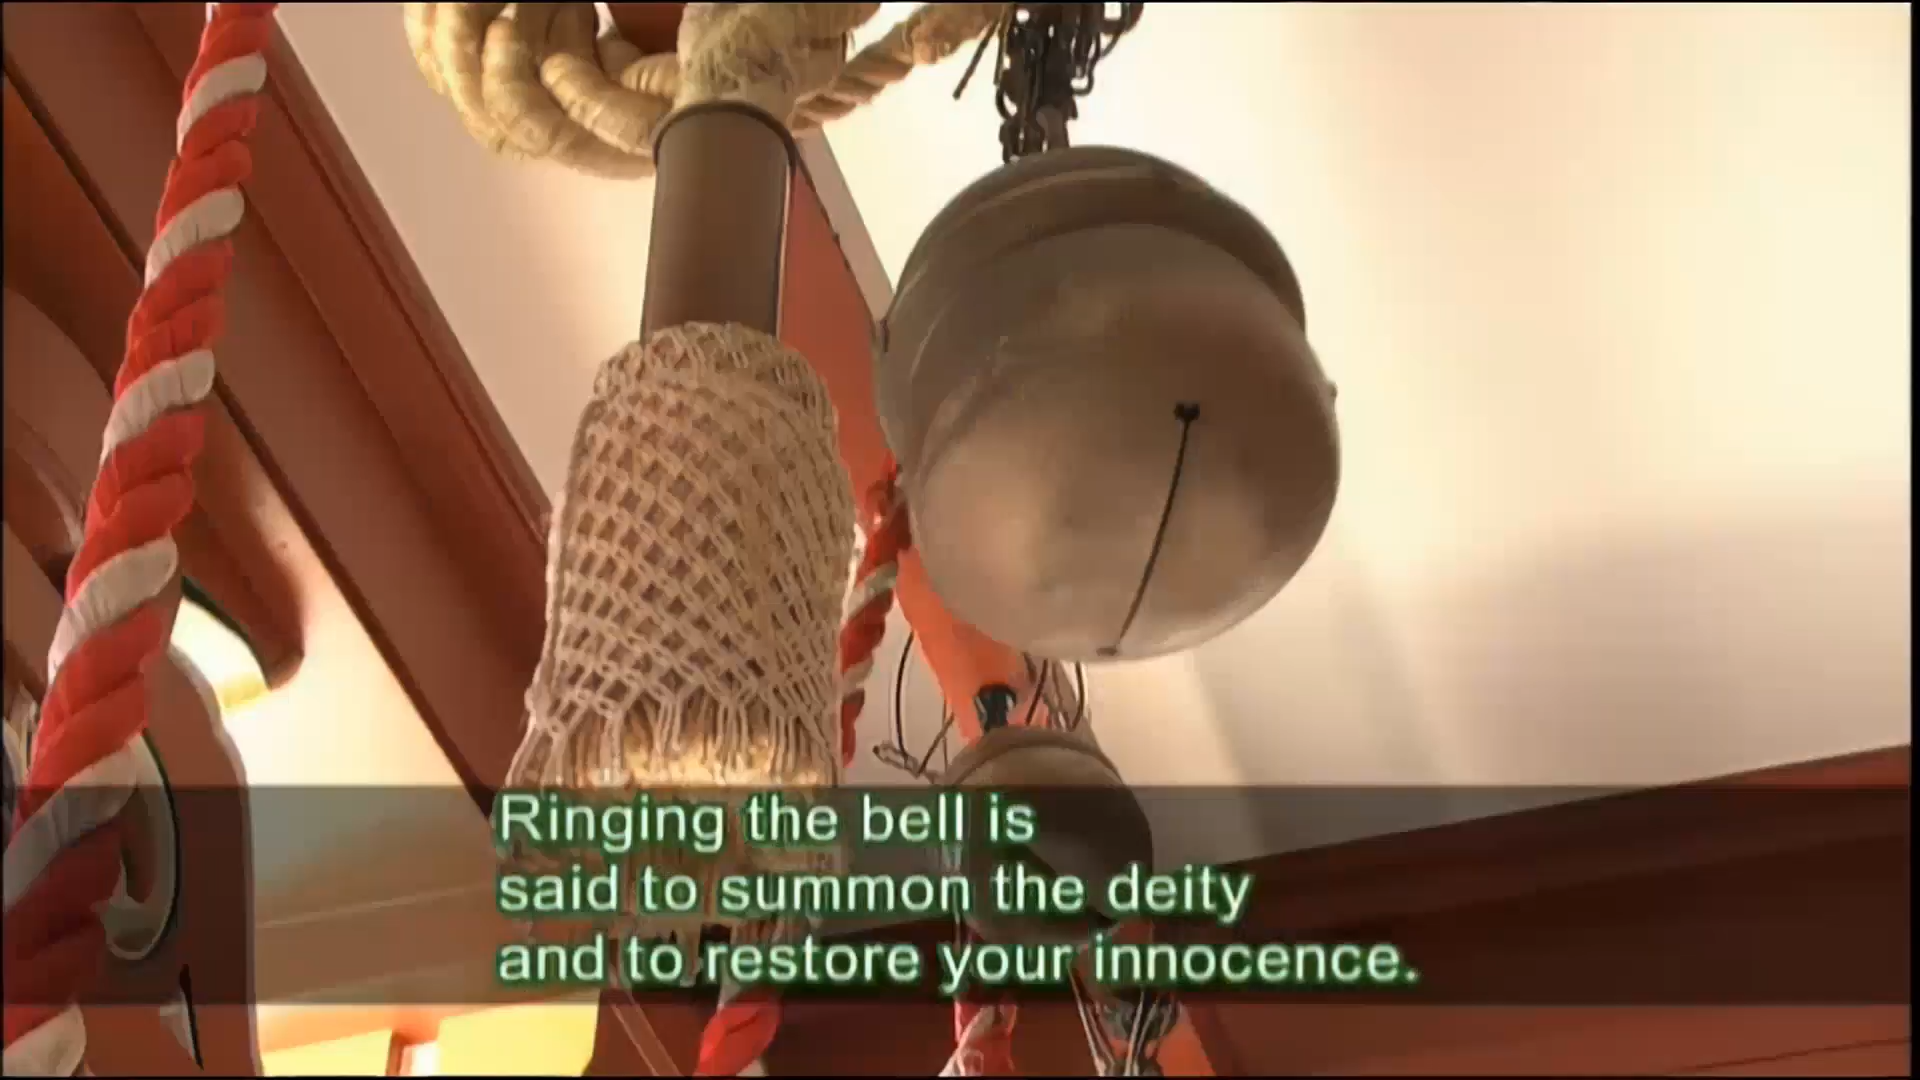 Ringing the bell is
said to summon the deity
and to restore your innocence.